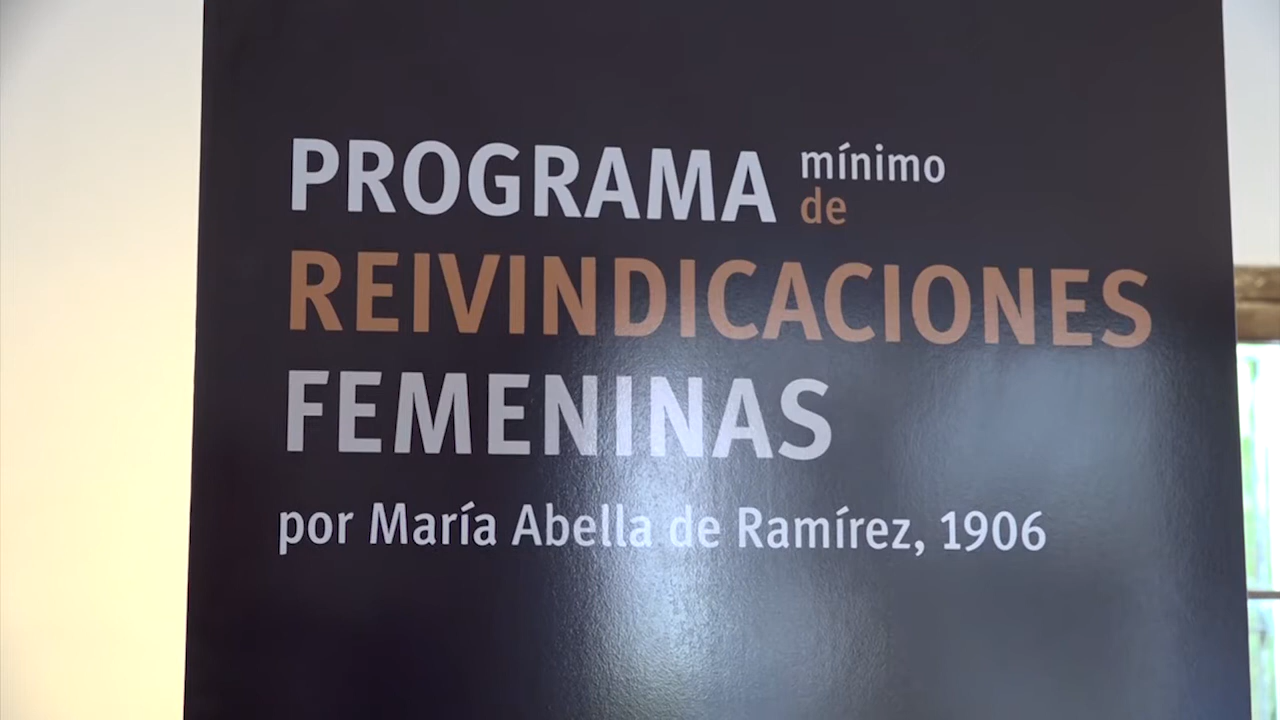 PROGRAMA mínimo
de
REIVINDICACIONES
FEMENINAS
por María Abella de Ramírez, 1906